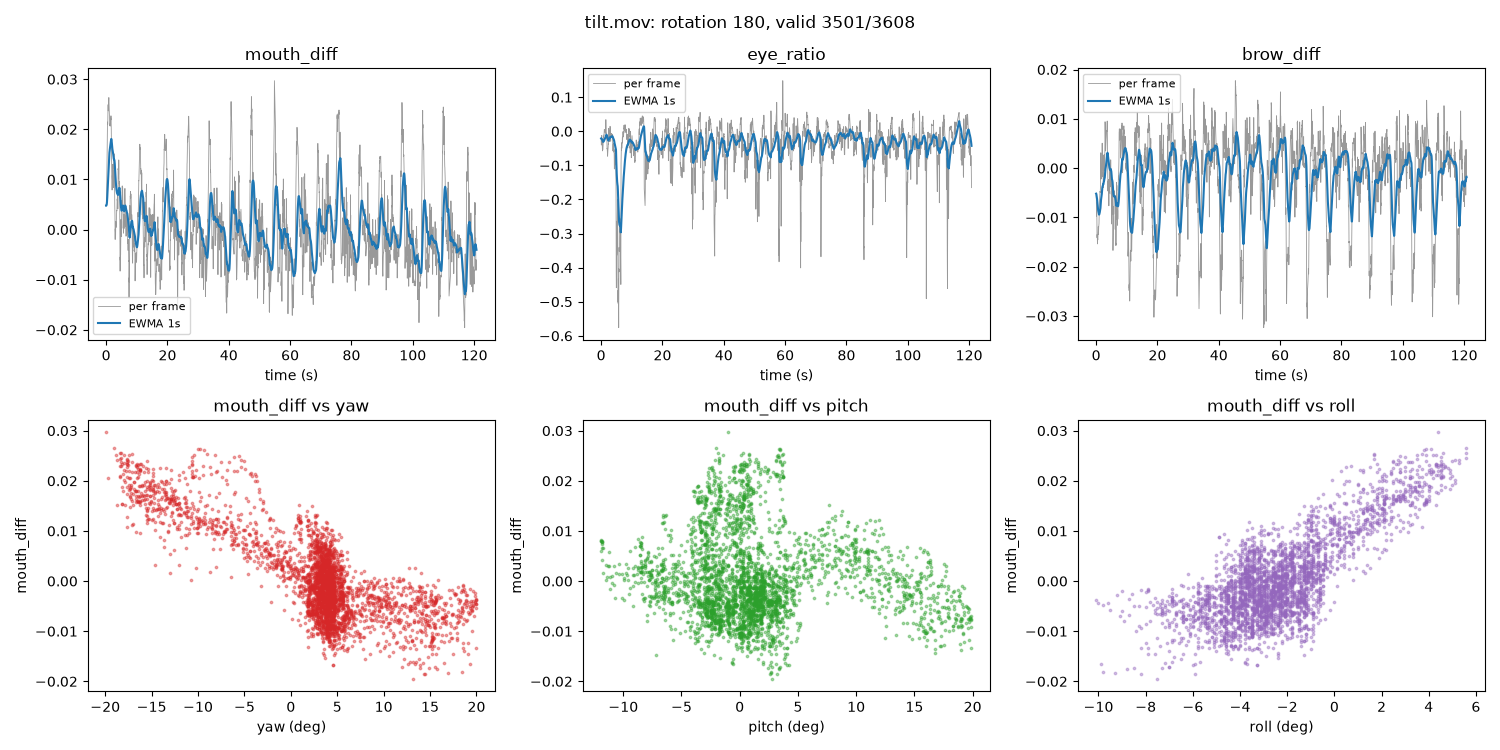 tilt.mov: rotation 180, valid 3501/3608
mouth_diff
0.03
0.02
0.01
0.00
−0.01
−0.02
per frame
EWMA 1s
0 20 40 60 80 100 120
time (s)
eye_ratio
0.1
0.0
−0.1
−0.2
−0.3
−0.4
−0.5
−0.6
per frame
EWMA 1s
0 20 40 60 80 100 120
time (s)
brow_diff
0.02
0.01
0.00
−0.01
−0.02
−0.03
per frame
EWMA 1s
0 20 40 60 80 100 120
time (s)
mouth_diff vs yaw
mouth_diff
0.03
0.02
0.01
0.00
−0.01
−0.02
−20 −15 −10 −5 0 5 10 15 20
yaw (deg)
mouth_diff vs pitch
mouth_diff
0.03
0.02
0.01
0.00
−0.01
−0.02
−10 −5 0 5 10 15 20
pitch (deg)
mouth_diff vs roll
mouth_diff
0.03
0.02
0.01
0.00
−0.01
−0.02
−10 −8 −6 −4 −2 0 2 4 6
roll (deg)